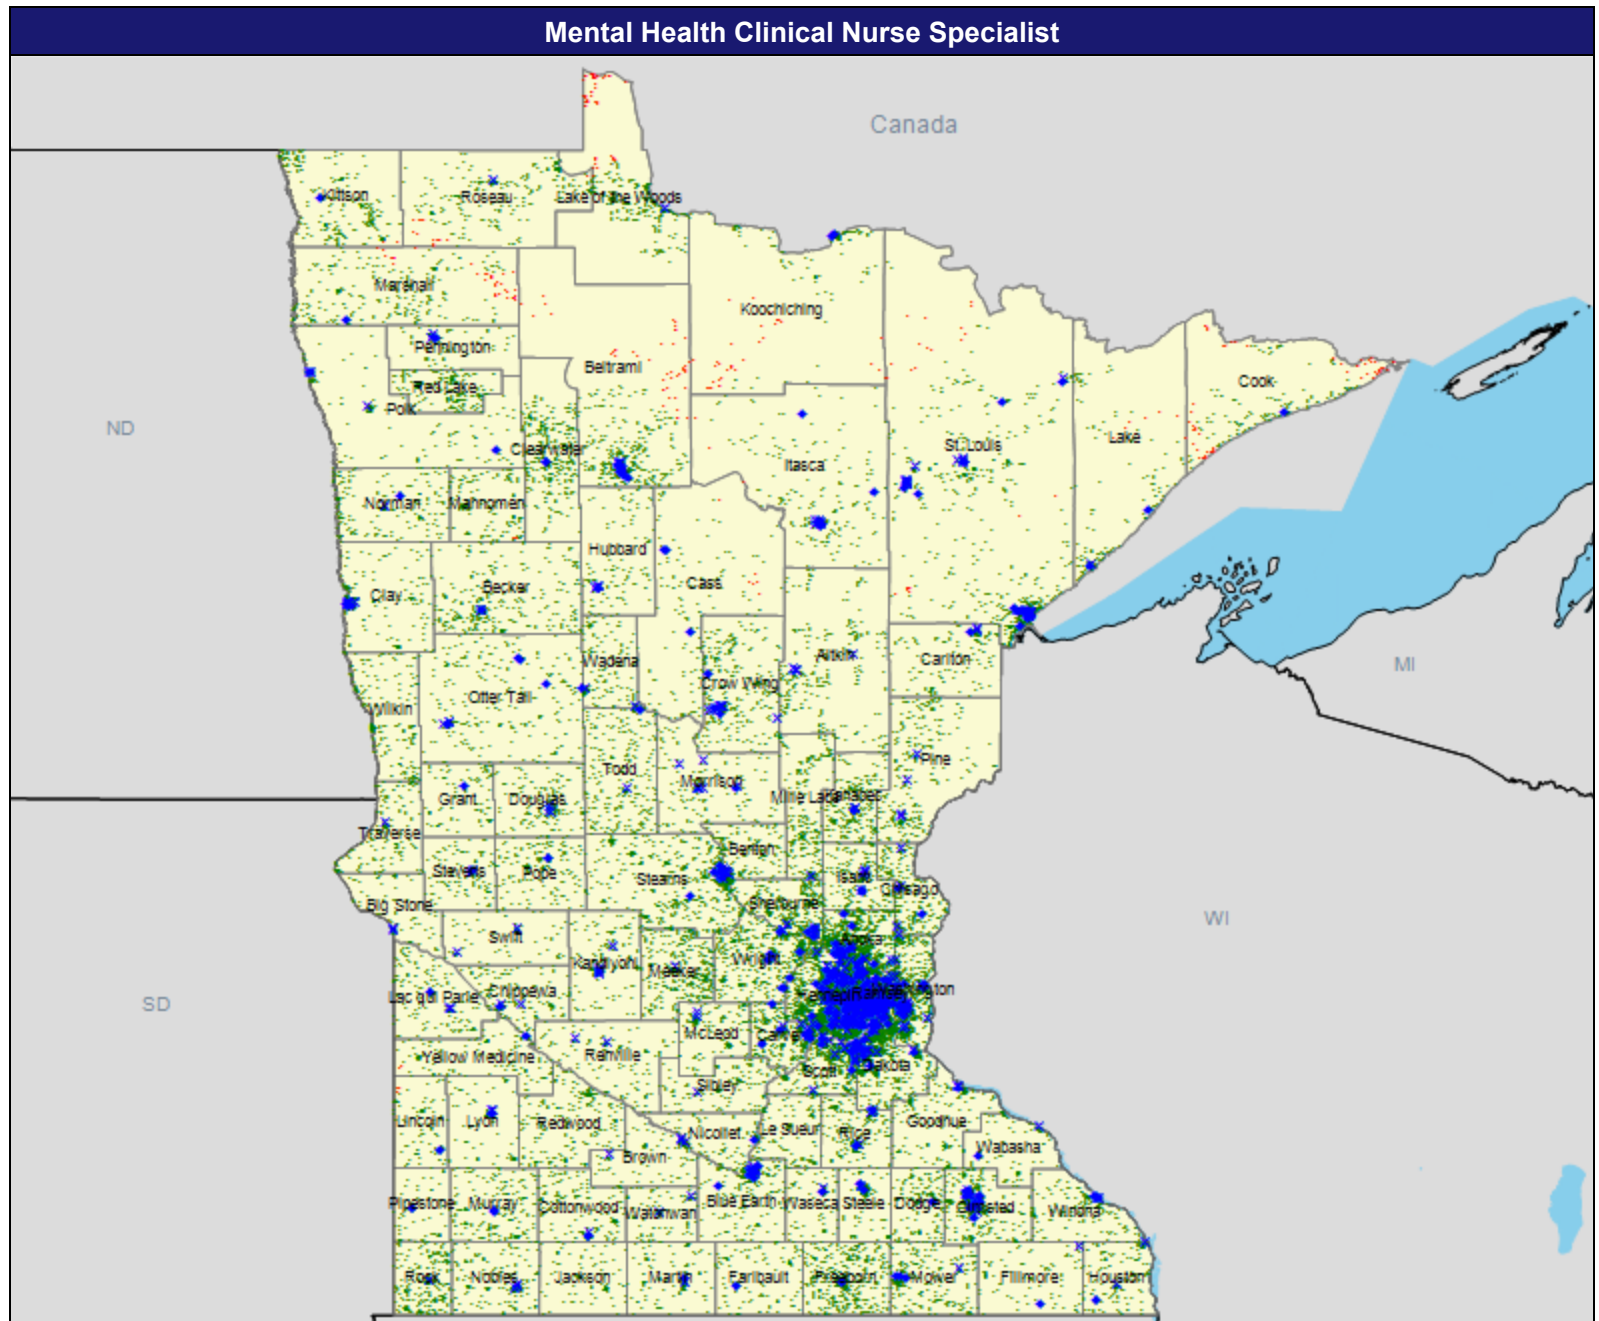 Mental Health Clinical Nurse Specialist
Canada
Kittson
Roseau
Lake of the Woods
Marshall
Koochiching
Pennington
Beltrami
Red Lake
Cook
Polk
ND
Clearwater
St. Louis
Lake
Itasca
Norman
Mahnomen
Hubbard
Cass
Becker
Clay
Wadena
Aitkin
Carlton
MI
Crow Wing
Otter Tail
Wilkin
Pine
Todd
Morrison
Grant
Douglas
Mille Lacs
Kanabec
Traverse
Benton
Stevens
Pope
Stearns
Isanti
Chisago
Big Stone
Sherburne
WI
Swift
Anoka
Wright
Kandiyohi
Meeker
Lac qui Parle
Chippewa
Hennepin
Ramsey
Washington
SD
McLeod
Carver
Yellow Medicine
Renville
Scott
Dakota
Sibley
Lincoln
Lyon
Redwood
Nicollet
Le Sueur
Rice
Goodhue
Wabasha
Brown
Pipestone
Murray
Cottonwood
Watonwan
Blue Earth
Waseca
Steele
Dodge
Olmsted
Winona
Rock
Nobles
Jackson
Martin
Faribault
Freeborn
Mower
Fillmore
Houston